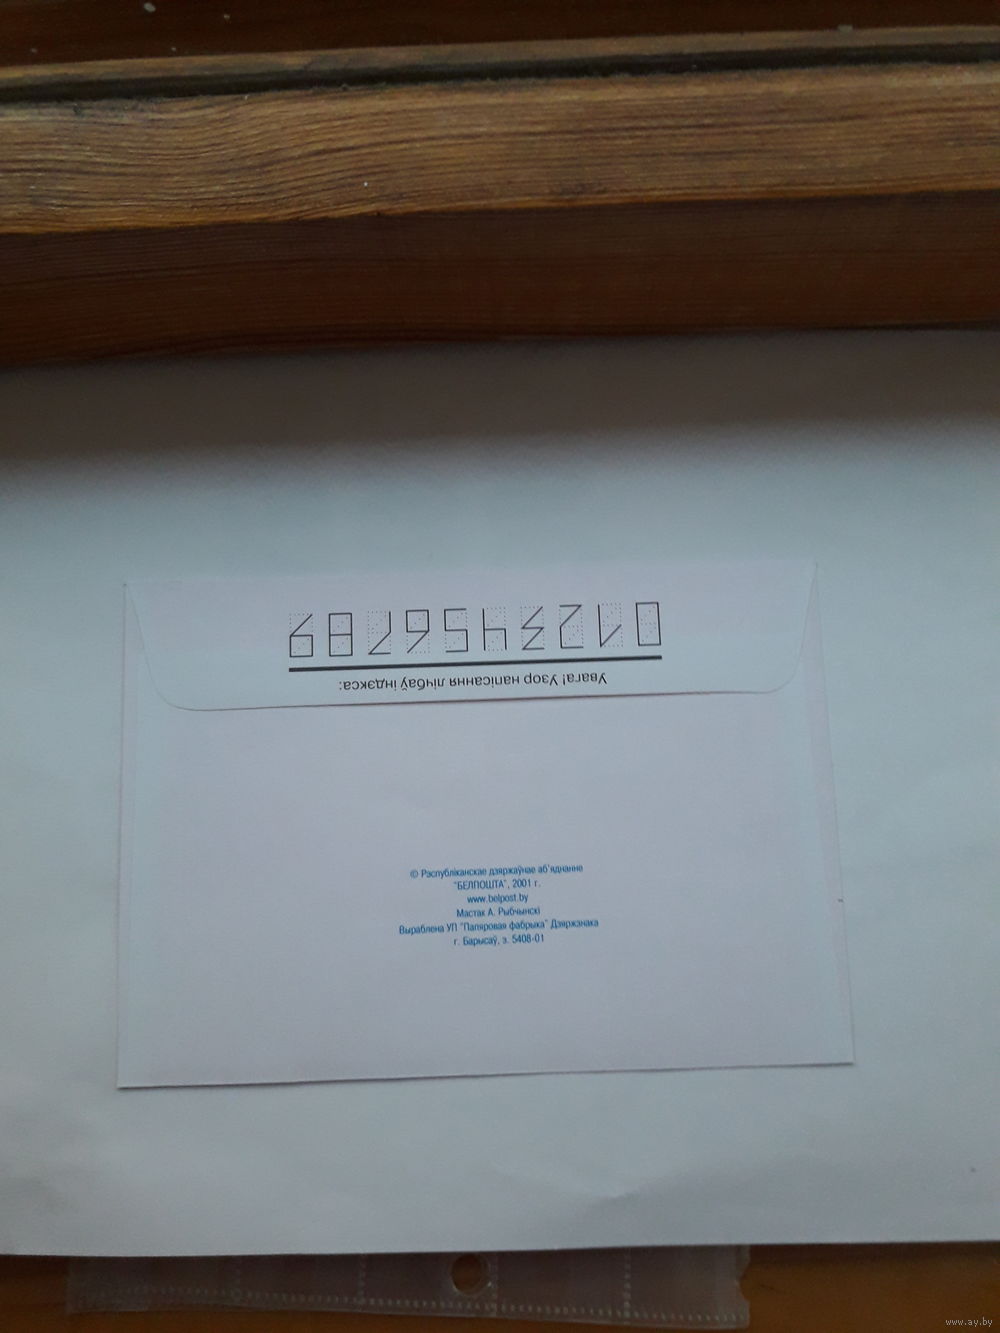 Увага! Узор напісання лічбаў індэкса:
0123456789
© Рэспубліканскае дзяржаўнае аб'яднанне
"БЕЛПОШТА", 2001 г.
www.belpost.by
Мастак А. Рыбчынскі
Выраблена УП "Папяровая фабрыка" Дзяржзнака
г. Барысаў, з. 5408-01
www.ay.by